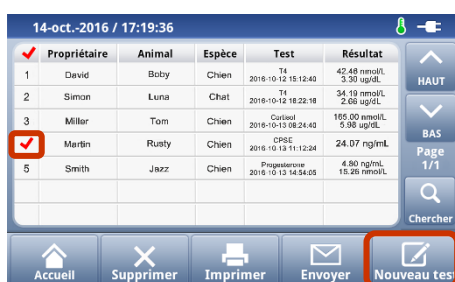 14-oct.-2016 / 17:19:36
Propriétaire Animal Espèce Test Résultat
1 David Boby Chien T4 2016-10-12 15:12:40 42.46 nmol/L 3.30 ug/dL
2 Simon Luna Chat T4 2016-10-12 16:22:16 34.19 nmol/L 2.66 ug/dL
3 Miller Tom Chien Cortisol 2016-10-13 08:24:40 165.00 nmol/L 5.98 ug/dL
Martin Rusty Chien CPSE 2016-10-13 11:12:24 24.07 ng/mL
5 Smith Jazz Chien Progesterone 2016-10-13 14:54:05 4.80 ng/mL 15.26 nmol/L
HAUT
BAS
Page
1/1
Chercher
Accueil Supprimer Imprimer Envoyer Nouveau test